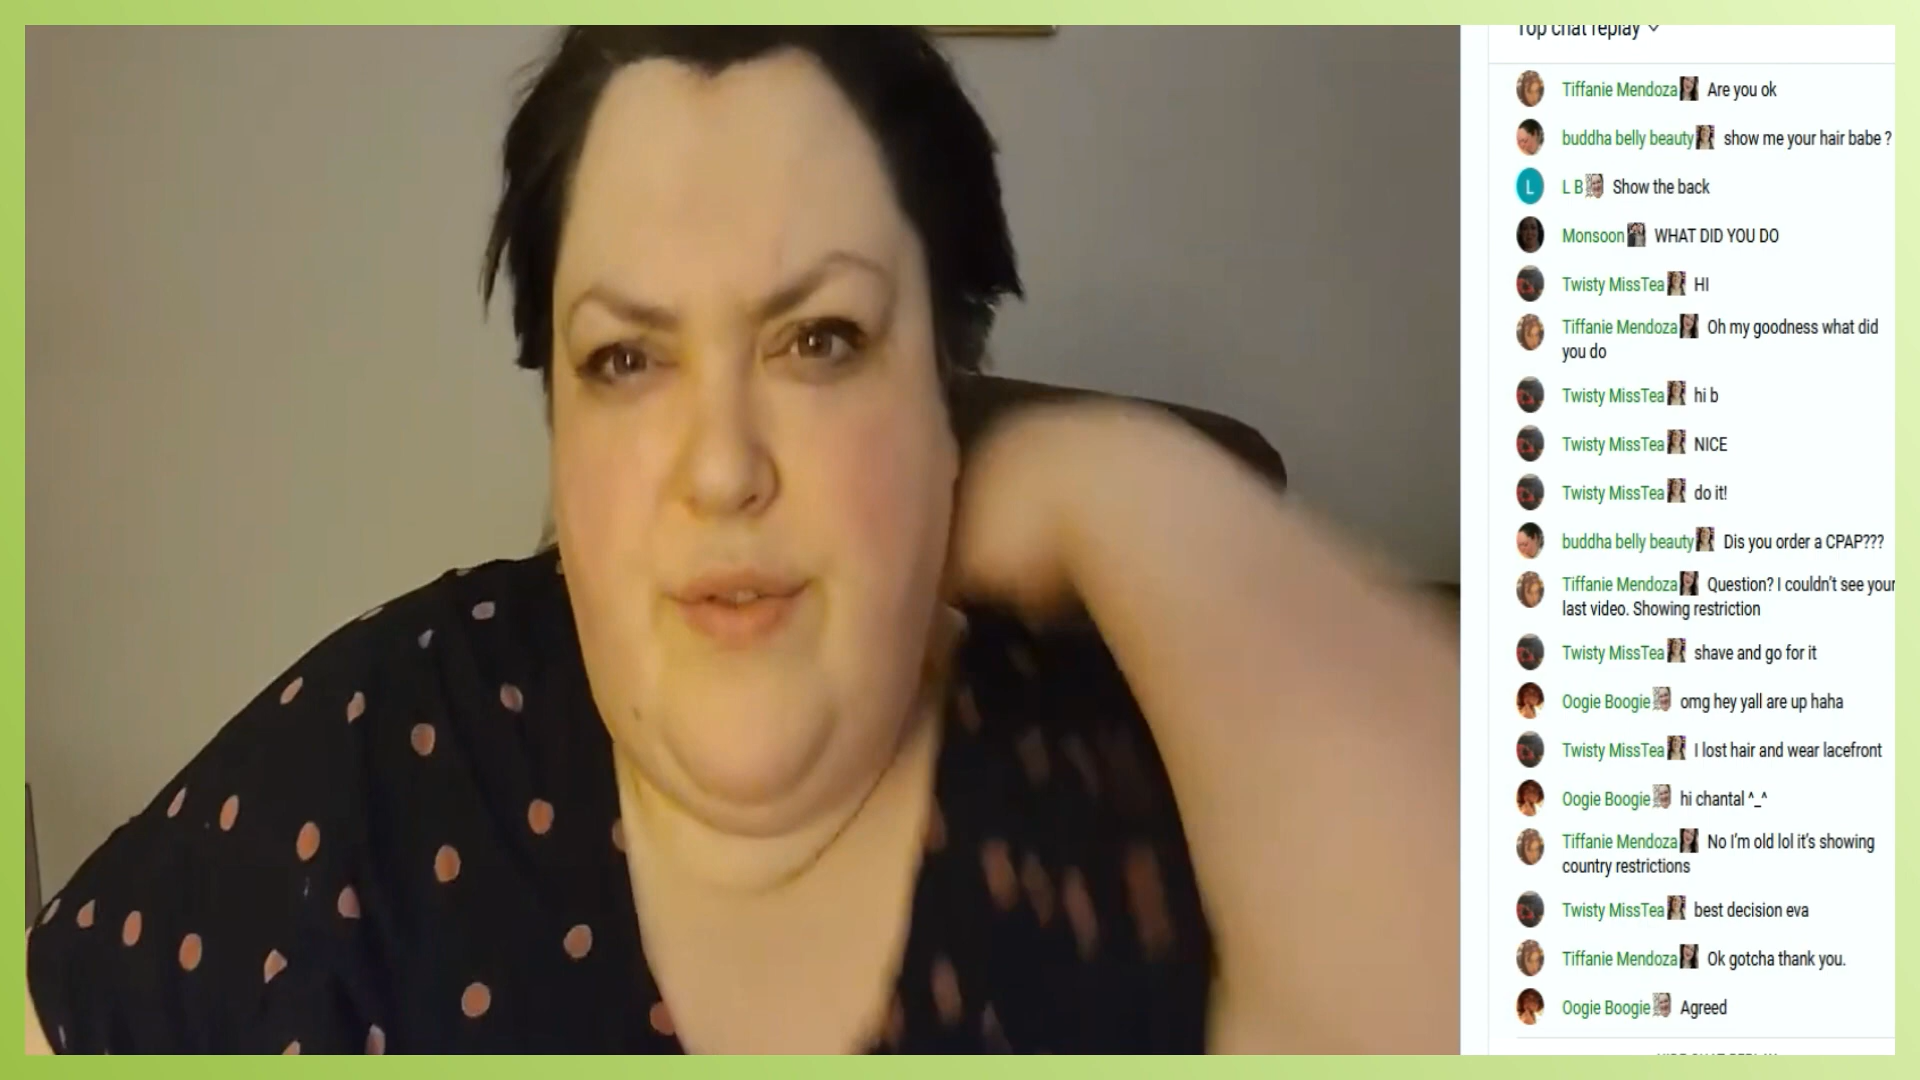 Top chat replay
Tiffanie Mendoza Are you ok
buddha belly beauty show me your hair babe ?
L
L B Show the back
Monsoon WHAT DID YOU DO
Twisty MissTea HI
Tiffanie Mendoza Oh my goodness what did
you do
Twisty MissTea hi b
Twisty MissTea NICE
Twisty MissTea do it!
buddha belly beauty Dis you order a CPAP???
Tiffanie Mendoza Question? I couldn't see your
last video. Showing restriction
Twisty MissTea shave and go for it
Oogie Boogie omg hey yall are up haha
Twisty MissTea I lost hair and wear lacefront
Oogie Boogie hi chantal ^_^
Tiffanie Mendoza No I'm old lol it's showing
country restrictions
Twisty MissTea best decision eva
Tiffanie Mendoza Ok gotcha thank you.
Oogie Boogie Agreed